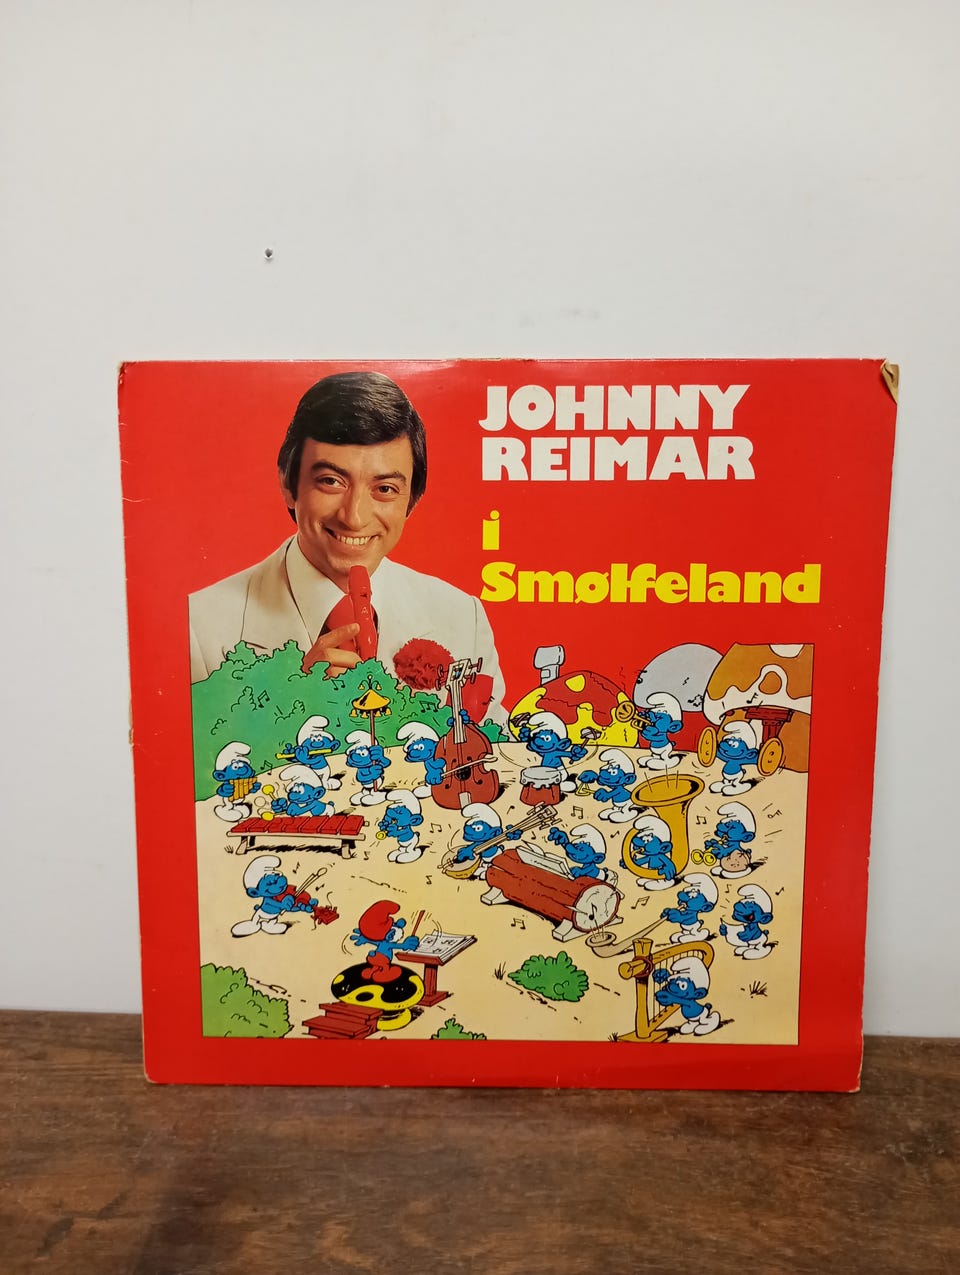 JOHNNY
REIMAR
i
Smølfeland